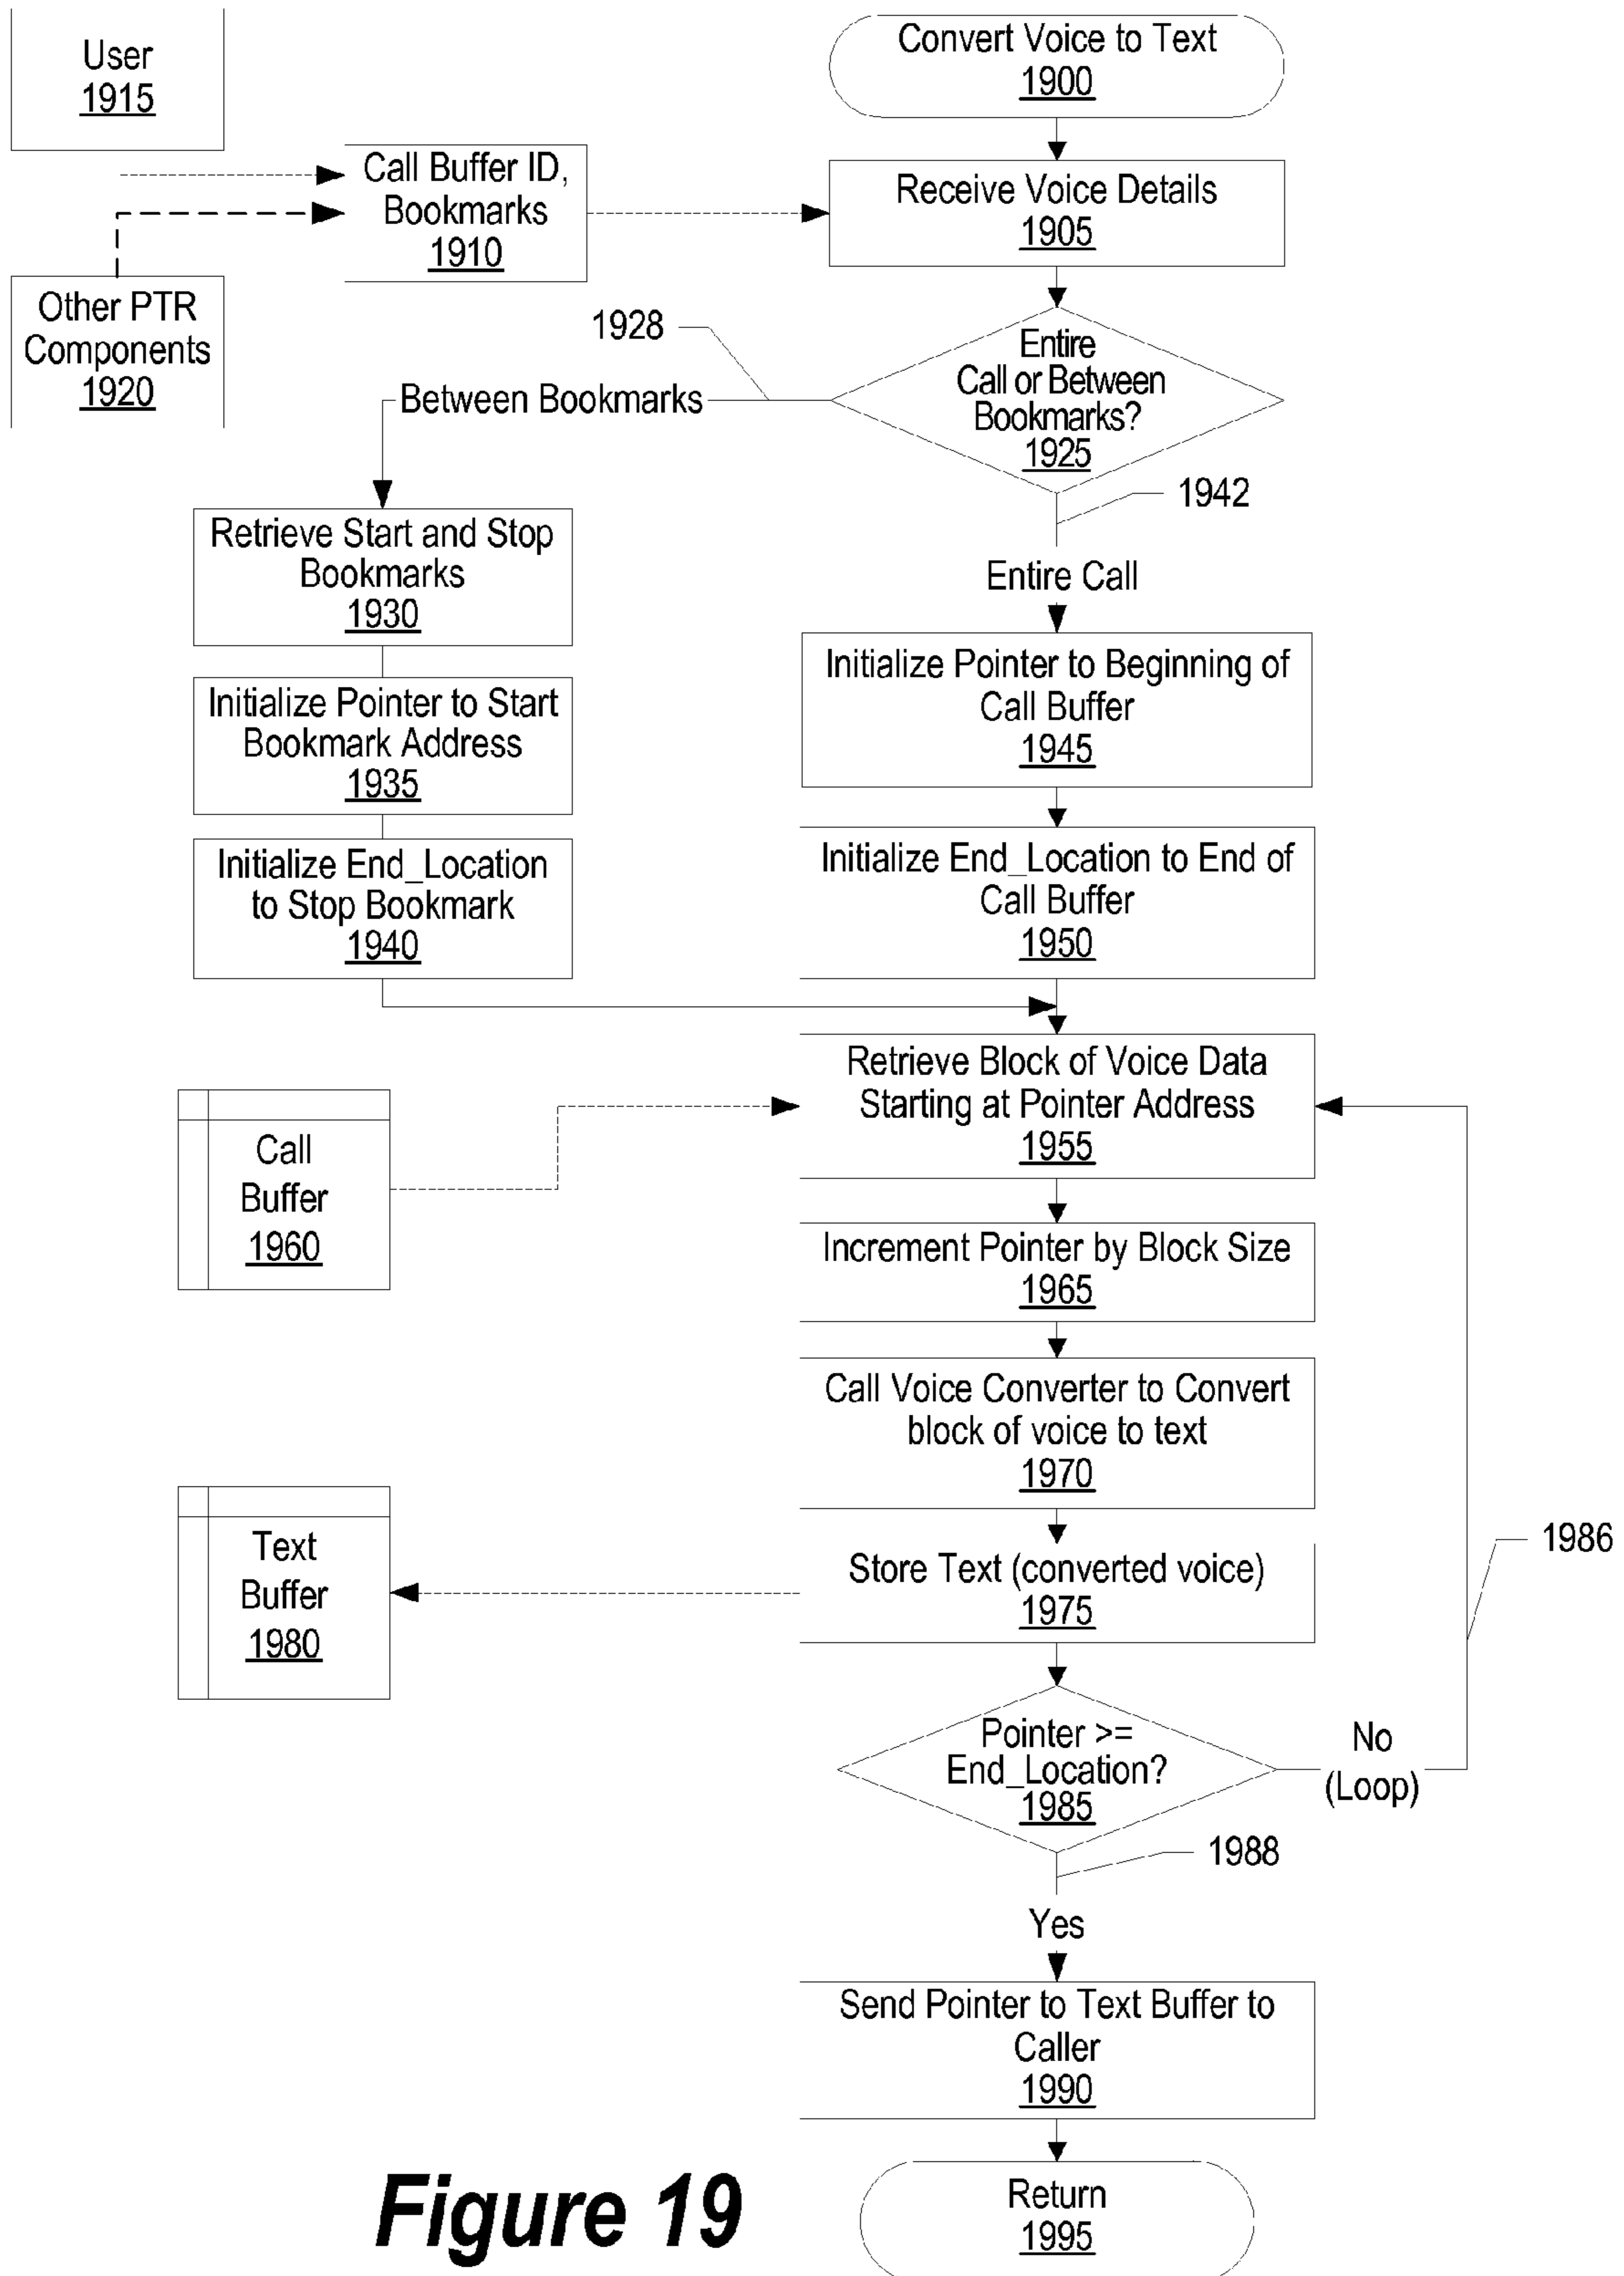 User
1915
Convert Voice to Text
1900
Call Buffer ID,
Bookmarks
1910
Receive Voice Details
1905
Other PTR
Components
1920
1928
Entire
Call or Between
Bookmarks?
1925
Between Bookmarks
1942
Entire Call
Retrieve Start and Stop
Bookmarks
1930
Initialize Pointer to Start
Bookmark Address
1935
Initialize End_Location
to Stop Bookmark
1940
Initialize Pointer to Beginning of
Call Buffer
1945
Initialize End_Location to End of
Call Buffer
1950
Retrieve Block of Voice Data
Starting at Pointer Address
1955
Call
Buffer
1960
Increment Pointer by Block Size
1965
Call Voice Converter to Convert
block of voice to text
1970
Text
Buffer
1980
Store Text (converted voice)
1975
1986
Pointer >=
End_Location?
1985
No
(Loop)
1988
Yes
Send Pointer to Text Buffer to
Caller
1990
Return
1995
Figure 19